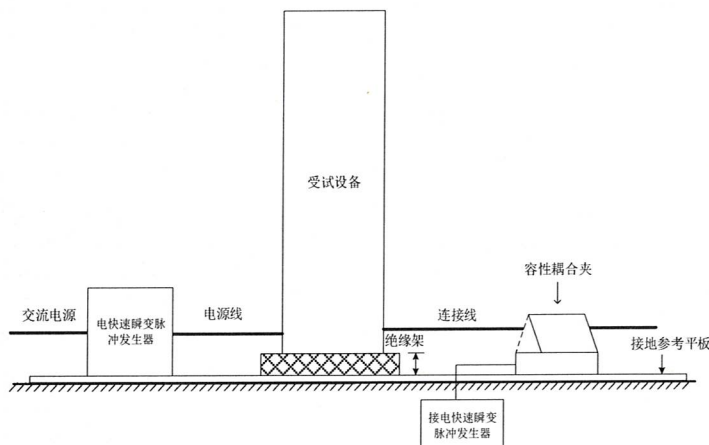 受试设备
容性耦合夹
交流电源
电快速瞬变脉
冲发生器
电源线
连接线
绝缘架
接地参考平板
接电快速瞬变
脉冲发生器